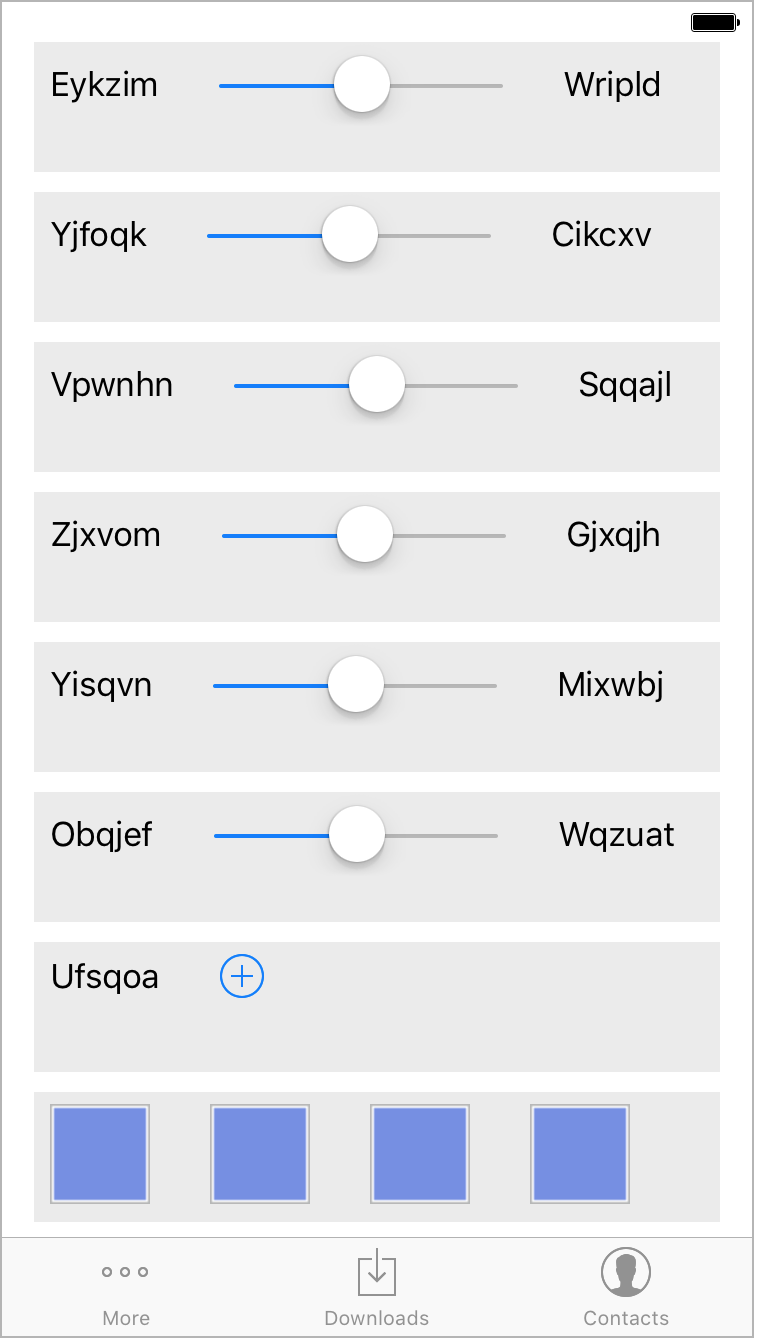 Eykzim Wripld
Yjfoqk Cikcxv
Vpwnhn Sqqajl
Zjxvom Gjxqjh
Yisqvn Mixwbj
Obqjef Wqzuat
Ufsqoa
More Downloads Contacts